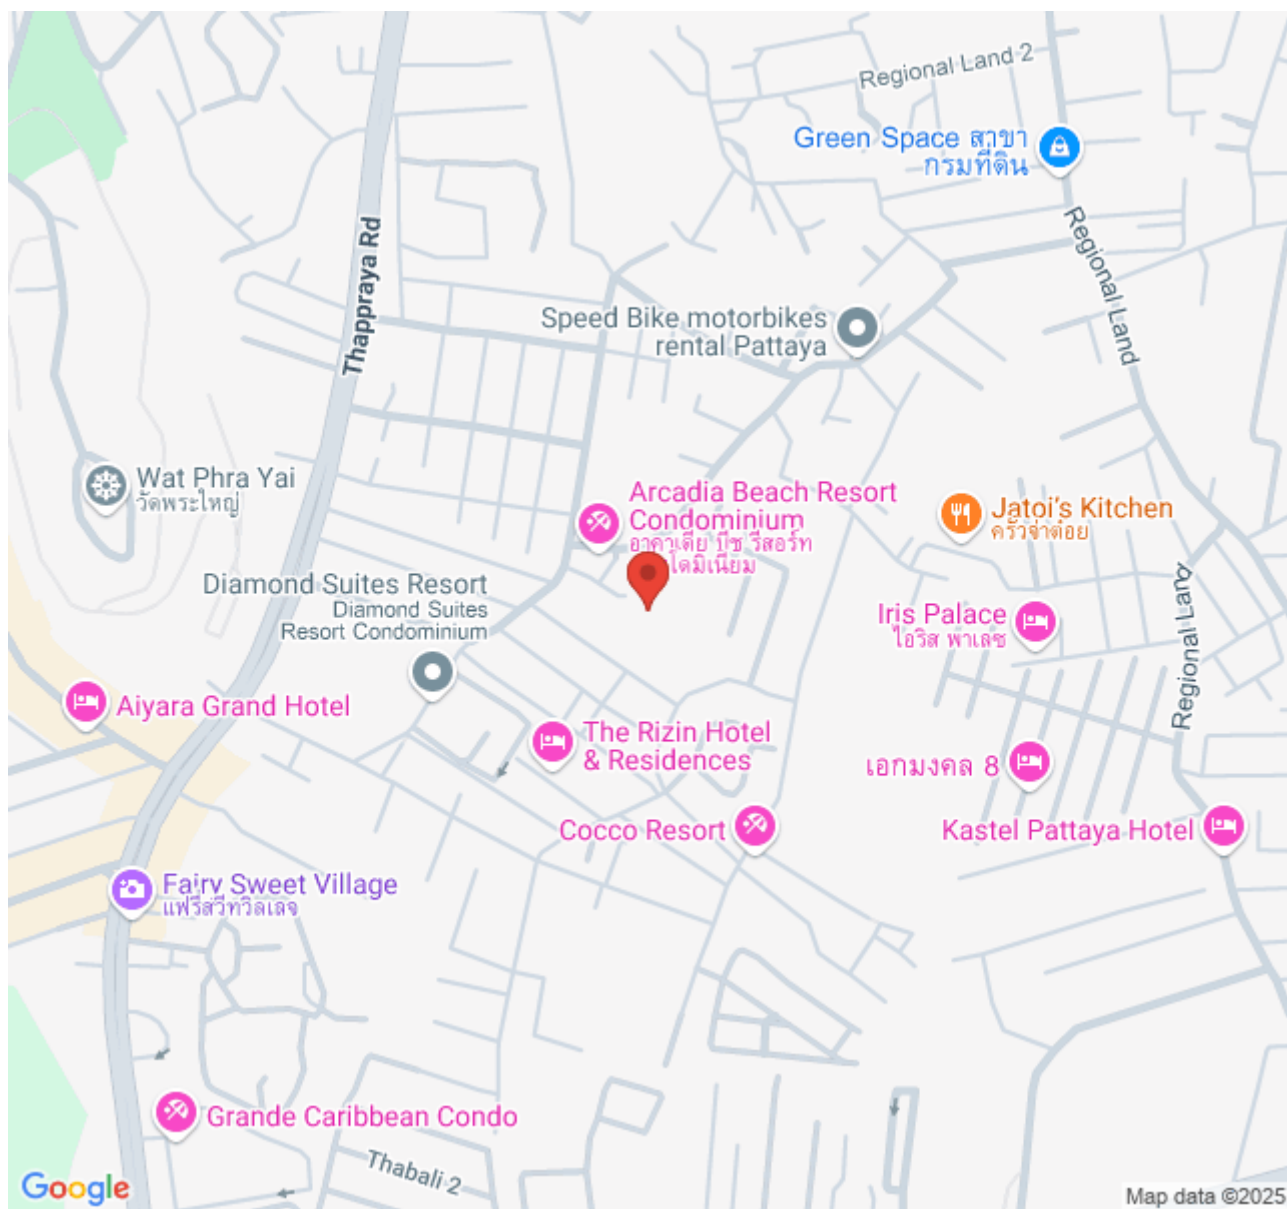 Regional Land 2
Green Space สาขา
กรมที่ดิน
Regional Land
Thappraya Rd
Speed Bike motorbikes
rental Pattaya
Wat Phra Yai
วัดพระใหญ่
Arcadia Beach Resort
Condominium
อาคาเดีย บีช รีสอร์ท
โดมิเนียม
Jatoi's Kitchen
ครัวจ่าต๋อย
Diamond Suites Resort
Diamond Suites
Resort Condominium
Iris Palace
ไอริส พาเลซ
Regional Land
Aiyara Grand Hotel
The Rizin Hotel
& Residences
เอกมงคล 8
Cocco Resort
Kastel Pattaya Hotel
Fairy Sweet Village
แฟรี่สวีทวิลเลจ
Grande Caribbean Condo
Thabali 2
Google
Map data ©2025